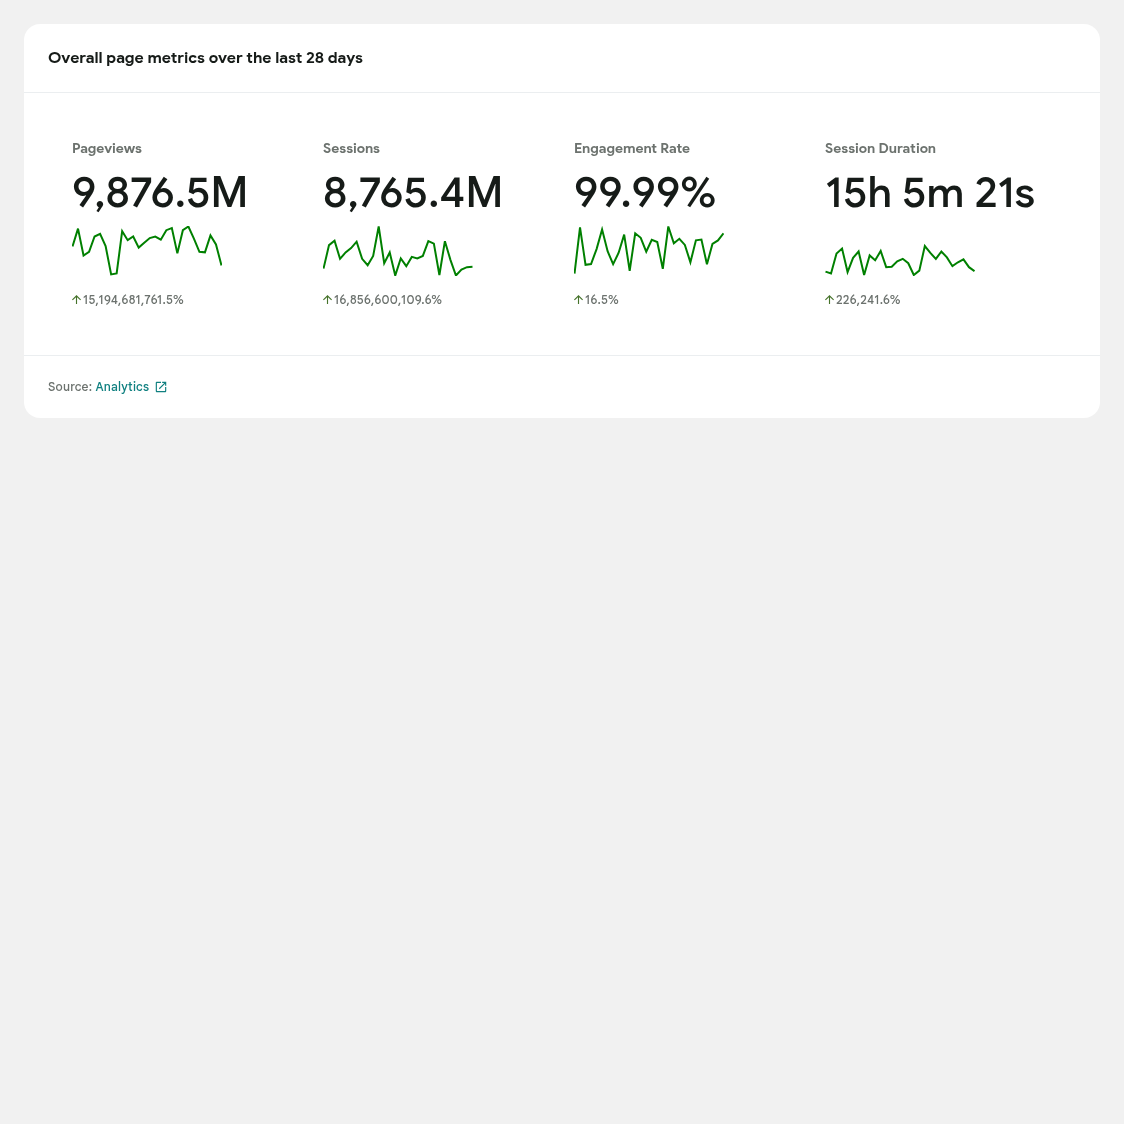 Overall page metrics over the last 28 days
Pageviews
9,876.5M
↑15,194,681,761.5%
Sessions
8,765.4M
↑16,856,600,109.6%
Engagement Rate
99.99%
↑16.5%
Session Duration
15h 5m 21s
↑226,241.6%
Source: Analytics